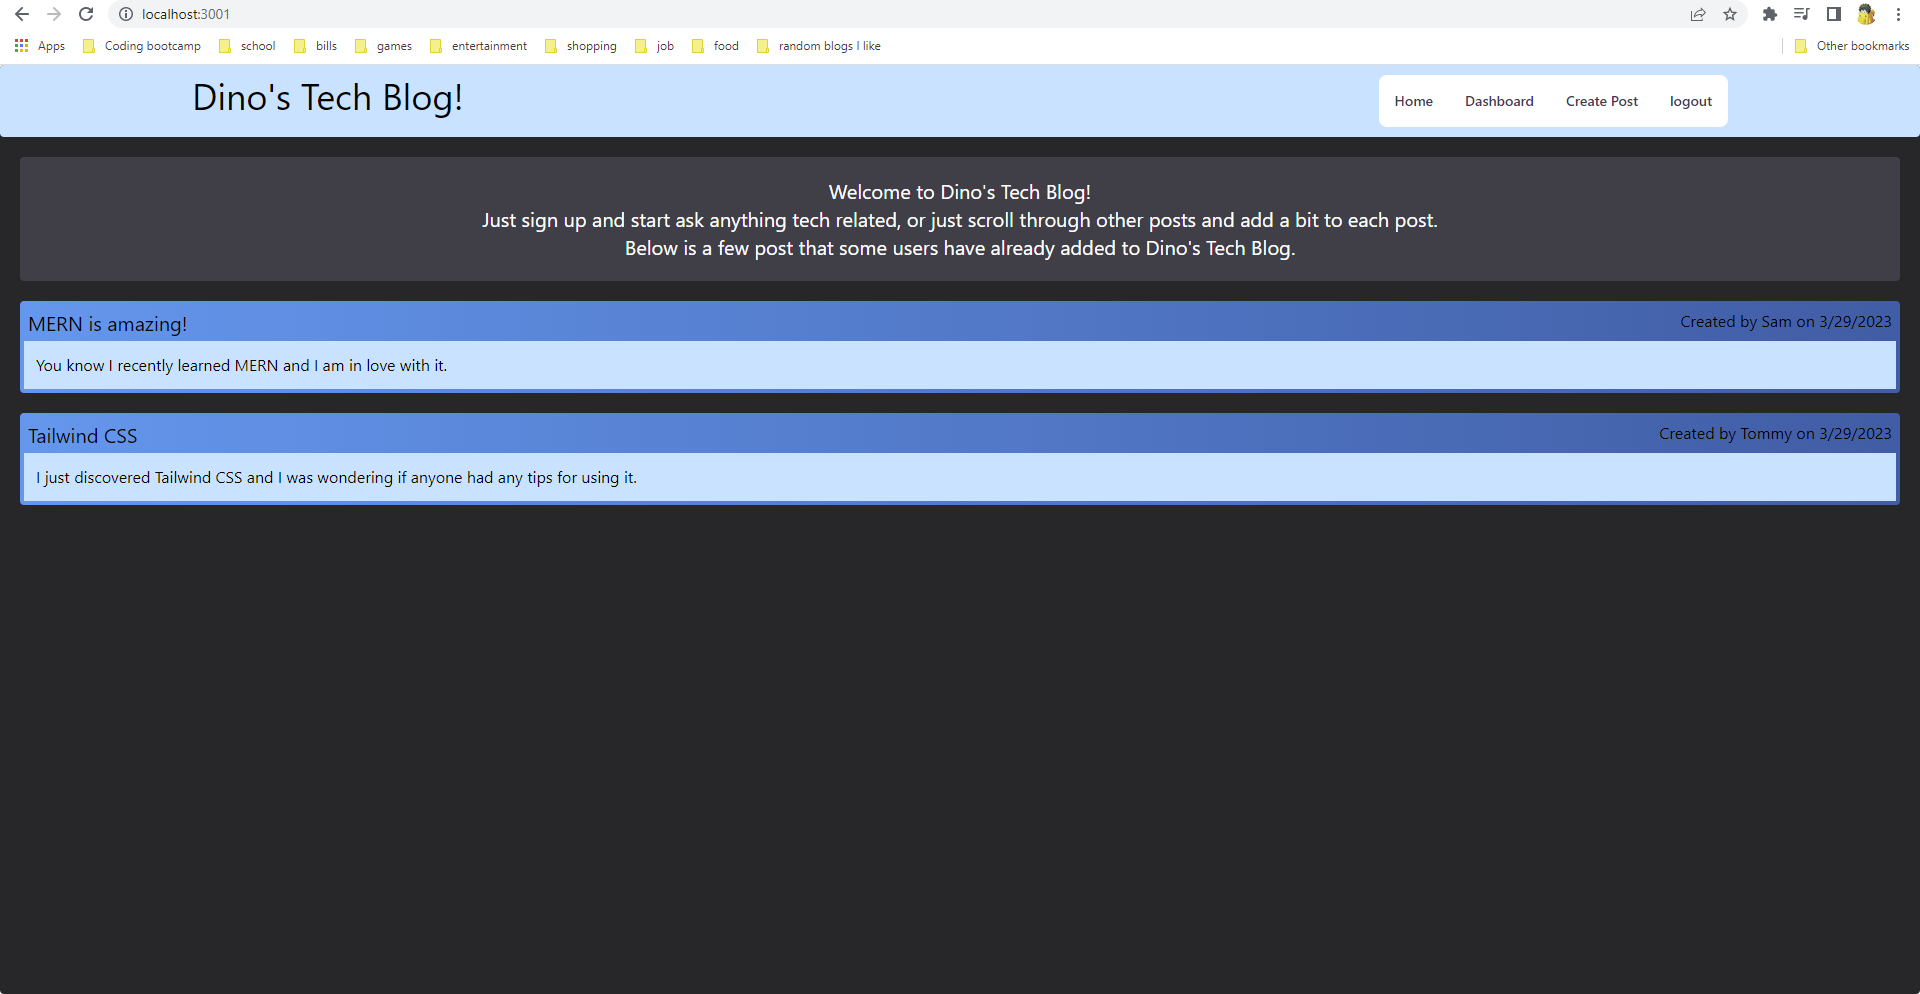 localhost:3001
Apps Coding bootcamp school bills games entertainment shopping job food random blogs I like Other bookmarks
Dino's Tech Blog! Home Dashboard Create Post logout
Welcome to Dino's Tech Blog!
Just sign up and start ask anything tech related, or just scroll through other posts and add a bit to each post.
Below is a few post that some users have already added to Dino's Tech Blog.
MERN is amazing! Created by Sam on 3/29/2023
You know I recently learned MERN and I am in love with it.
Tailwind CSS Created by Tommy on 3/29/2023
I just discovered Tailwind CSS and I was wondering if anyone had any tips for using it.